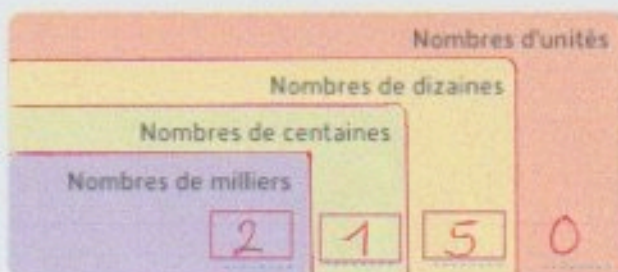 Nombres d'unités
Nombres de dizaines
Nombres de centaines
Nombres de milliers
2 1 5 0